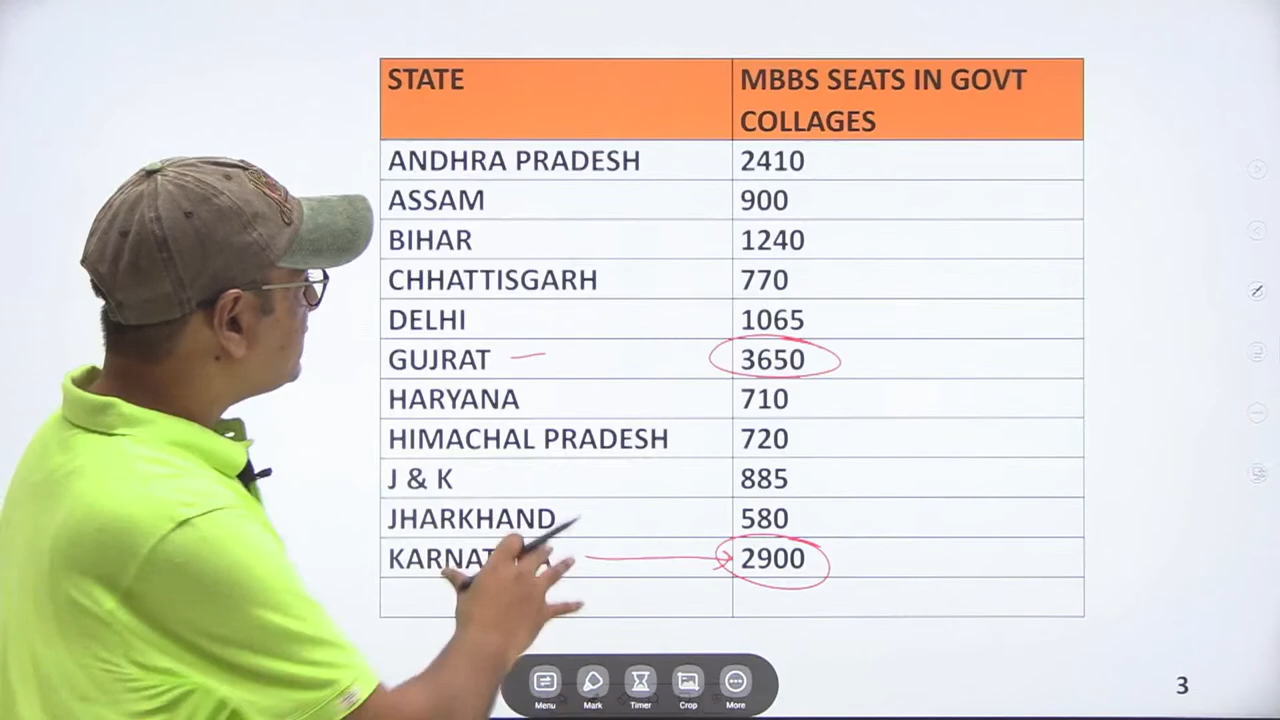 STATE MBBS SEATS IN GOVT
COLLAGES
ANDHRA PRADESH 2410
ASSAM 900
BIHAR 1240
CHHATTISGARH 770
DELHI 1065
GUJRAT 3650
HARYANA 710
HIMACHAL PRADESH 720
J & K 885
JHARKHAND 580
2900
Menu Mark Timer Crop More
3